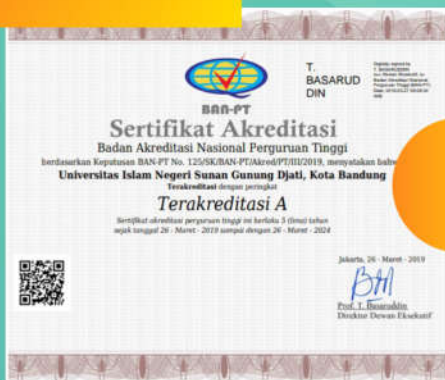 BAN-PT
T.
BASARUD
DIN
Sertifikat Akreditasi
Badan Akreditasi Nasional Perguruan Tinggi
berdasarkan Keputusan BAN-PT No. 125/SK/BAN-PT/Akred/PT/III/2019, menyatakan bahw
Universitas Islam Negeri Sunan Gunung Djati, Kota Bandung
Terakreditasi dengan peringkat
Terakreditasi A
Sertifikat akreditasi perguruan tinggi ini berlaku 5 (lima) tahun
sejak tanggal 26 - Maret - 2019 sampai dengan 26 - Maret - 2024
Jakarta, 26 - Maret - 2019
Prof. T. Basaruddin
Direktur Dewan Eksekutif